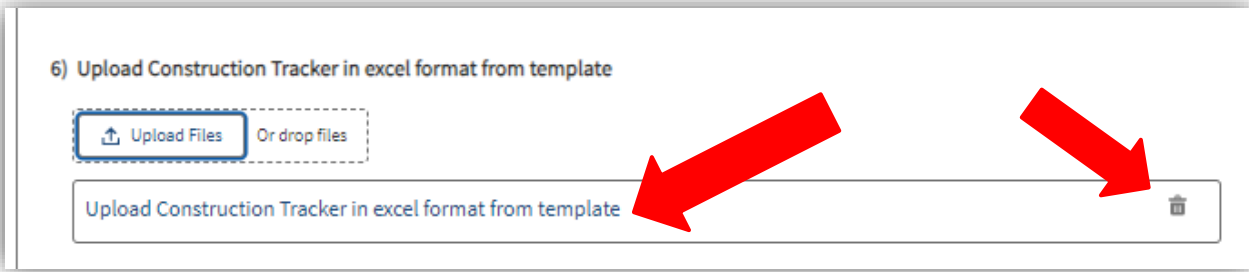 6) Upload Construction Tracker in excel format from template
Upload Files Or drop files
Upload Construction Tracker in excel format from template